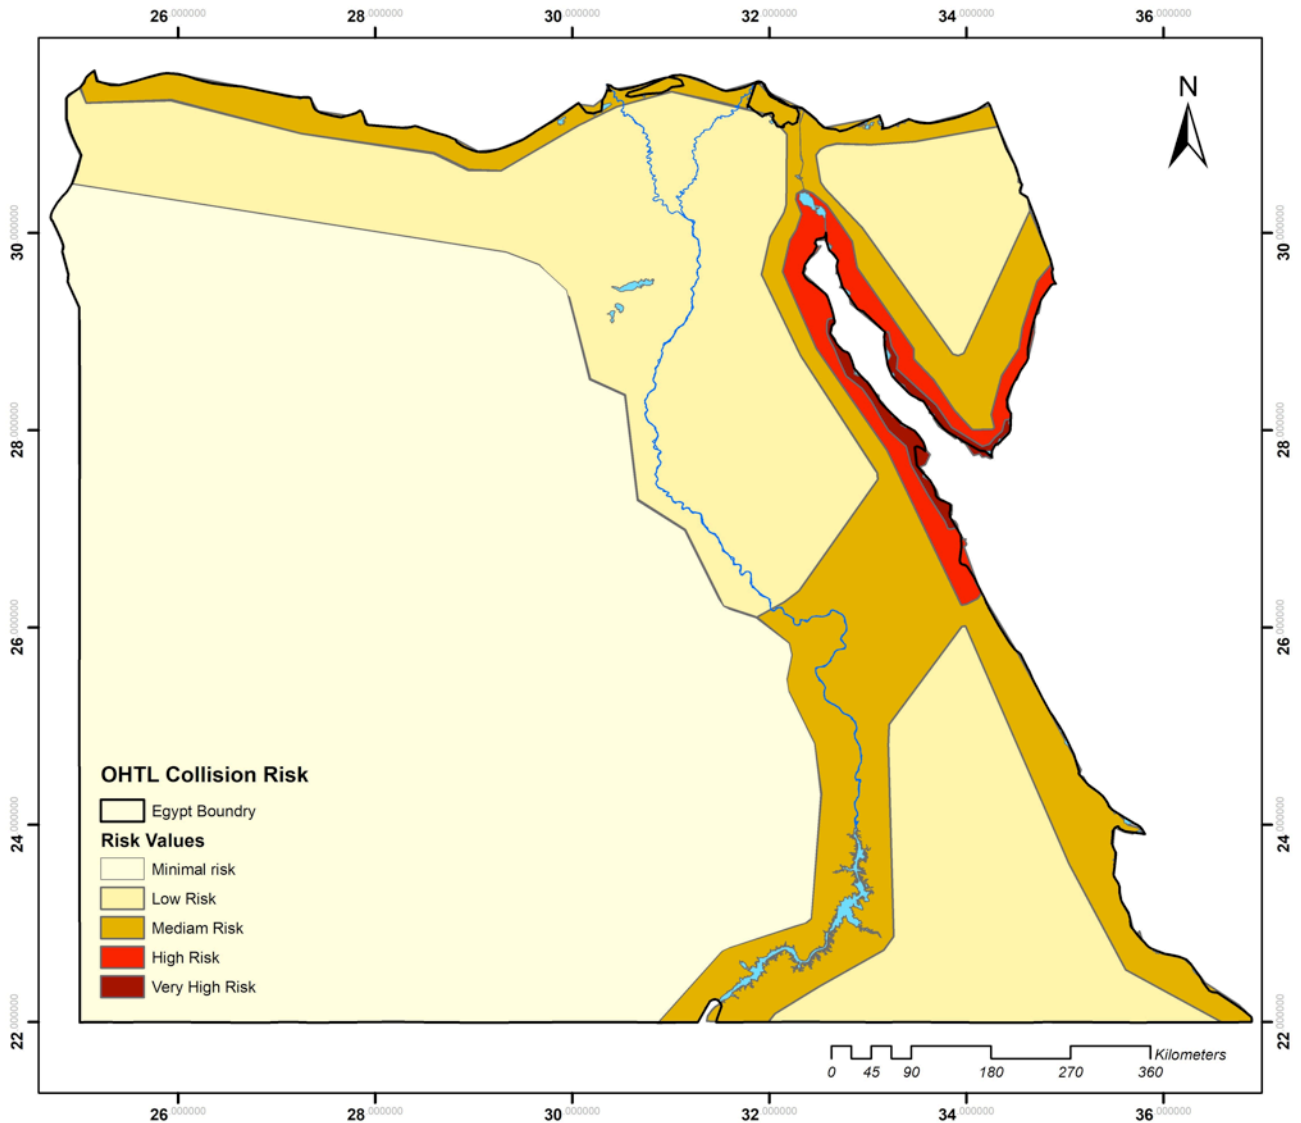 26.000000 28.000000 30.000000 32.000000 34.000000 36.000000
N
30.000000 30.000000
28.000000 28.000000
26.000000 26.000000
24.000000 24.000000
22.000000 22.000000
OHTL Collision Risk
Egypt Boundry
Risk Values
Minimal risk
Low Risk
Mediam Risk
High Risk
Very High Risk
Kilometers
0 45 90 180 270 360
26.000000 28.000000 30.000000 32.000000 34.000000 36.000000